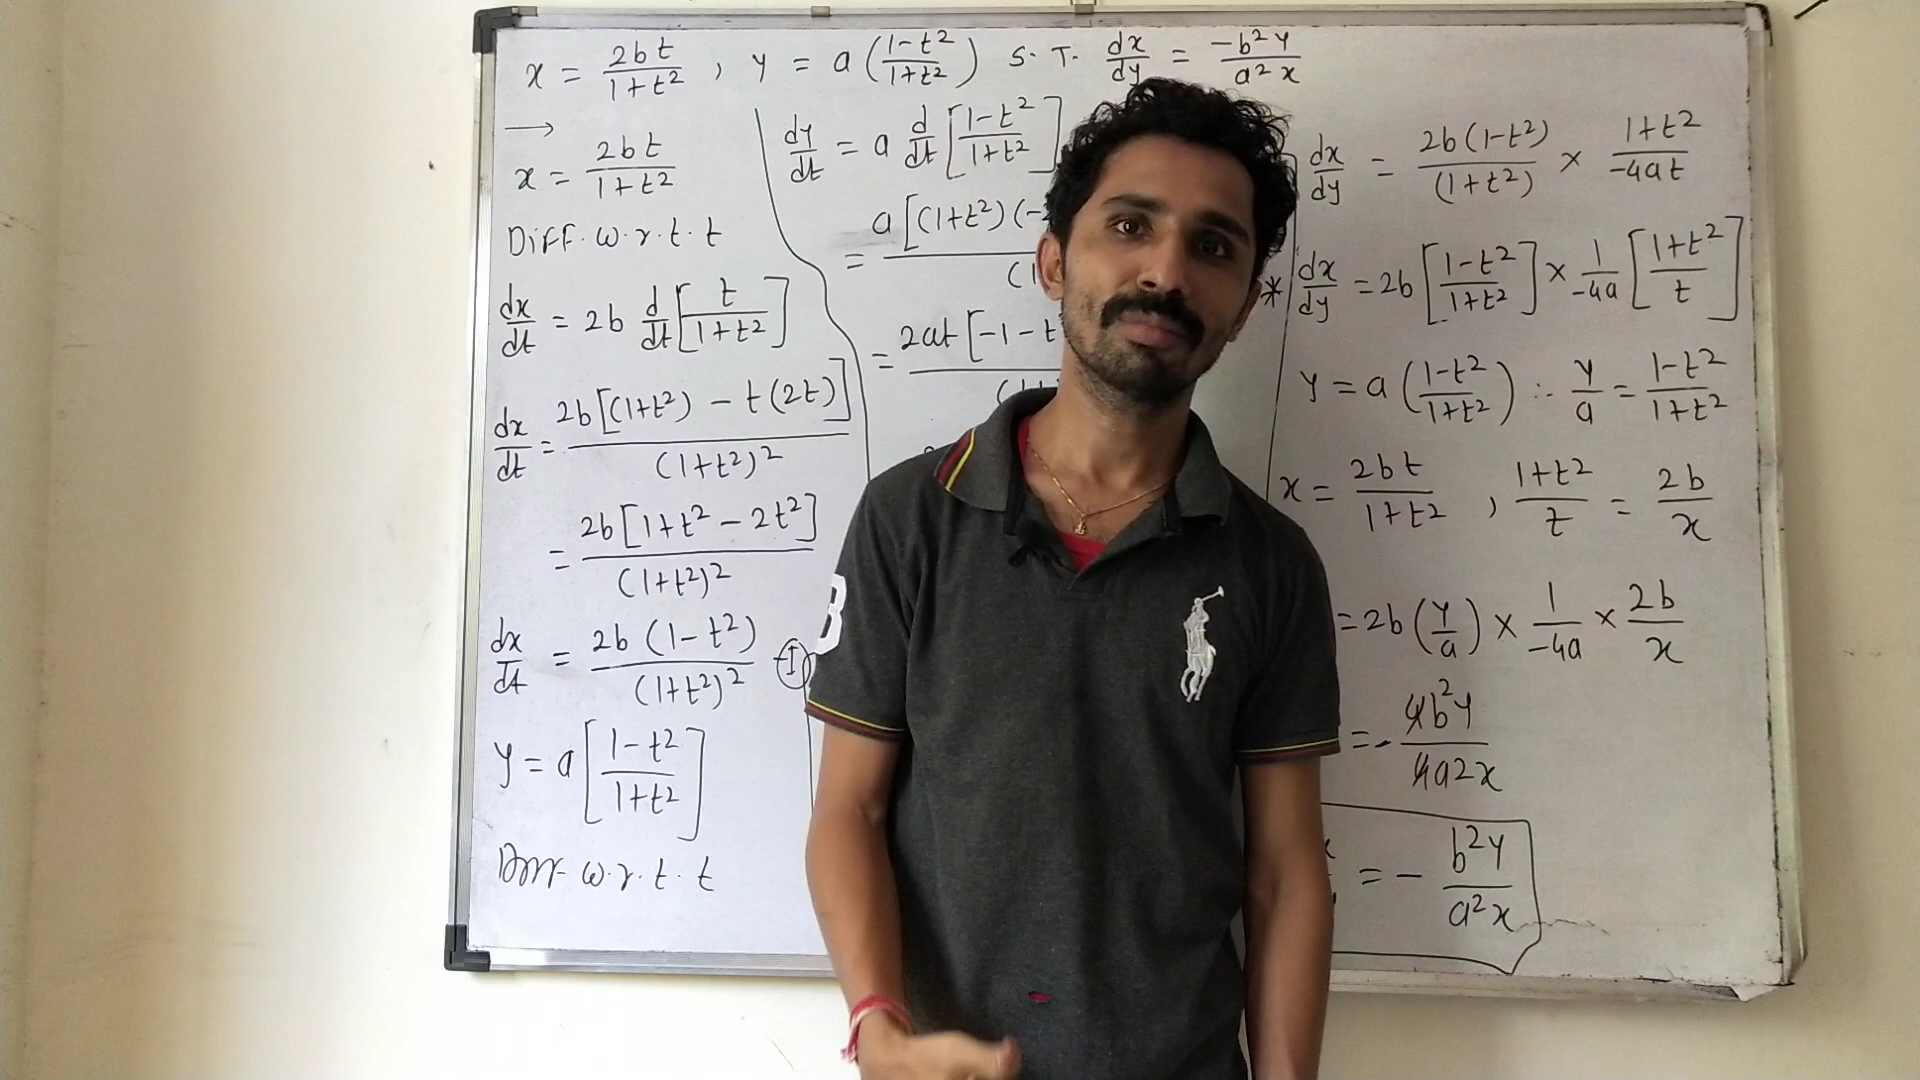 x = 2bt / 1+t² , y = a (1-t² / 1+t²) S.T. dx/dy = -b²y / a²x
→
x = 2bt / 1+t²
Diff. w.r.t. t
dx/dt = 2b d/dt [t / 1+t²]
dx/dt = 2b[(1+t²) - t(2t)] / (1+t²)²
= 2b[1+t² - 2t²] / (1+t²)²
dx/dt = 2b (1-t²) / (1+t²)² -(I)
y = a [1-t² / 1+t²]
Diff w.r.t. t
dy/dt = a d/dt [1-t² / 1+t²]
= a[(1+t²)(-
= 2at [-1-t
dx/dy = 2b(1-t²) / (1+t²) × 1+t² / -4at
* dx/dy = 2b [1-t² / 1+t²] × 1/-4a [1+t² / t]
y = a (1-t² / 1+t²) ∴ y/a = 1-t² / 1+t²
x = 2bt / 1+t² , 1+t² / t = 2b / x
= 2b (y/a) × 1/-4a × 2b/x
= - 4b²y / 4a2x
= - b²y / a²x
B